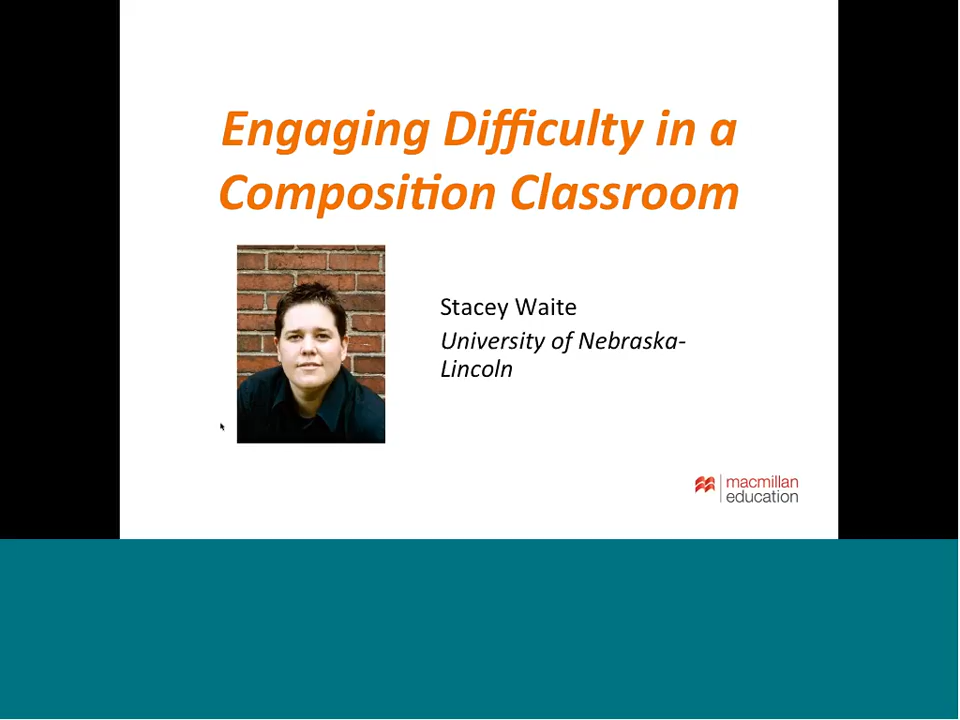 Engaging Difficulty in a
Composition Classroom
Stacey Waite
University of Nebraska-
Lincoln
macmillan
education